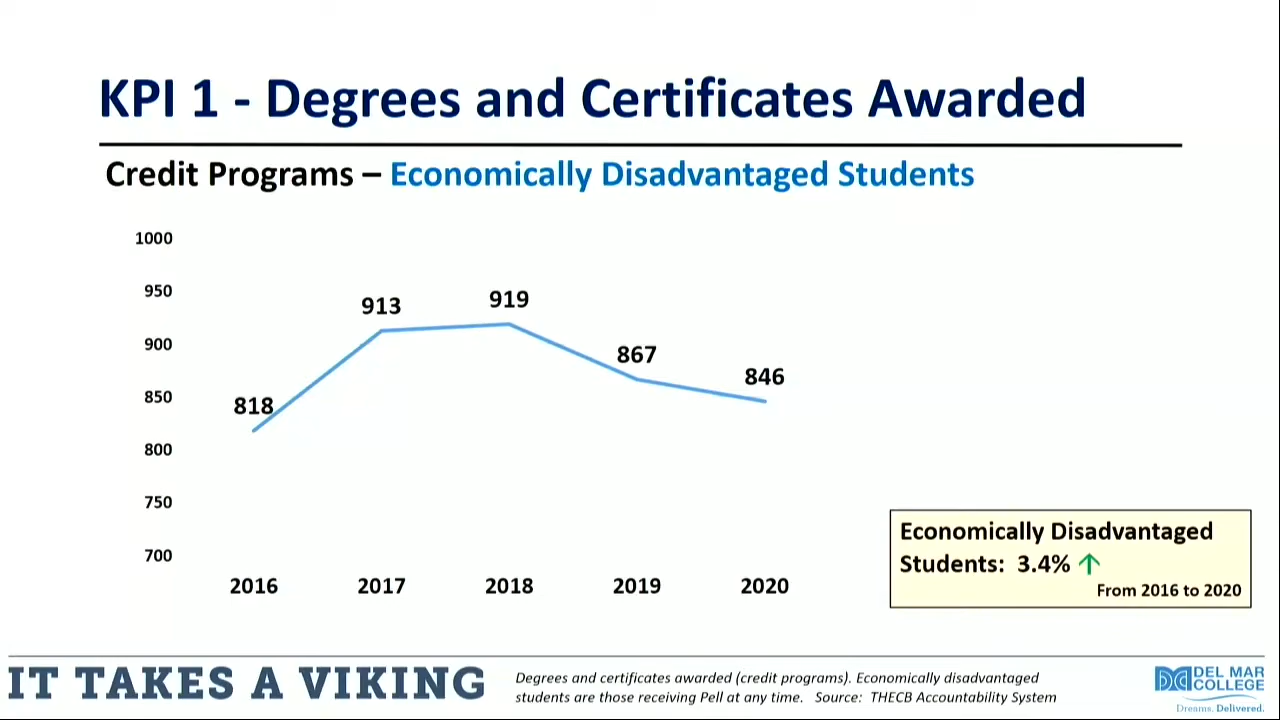 KPI 1 - Degrees and Certificates Awarded
Credit Programs – Economically Disadvantaged Students
1000
950
900
850
800
750
700
818
913
919
867
846
2016 2017 2018 2019 2020
Economically Disadvantaged
Students: 3.4% ↑
From 2016 to 2020
IT TAKES A VIKING
Degrees and certificates awarded (credit programs). Economically disadvantaged
students are those receiving Pell at any time. Source: THECB Accountability System
DEL MAR
COLLEGE
Dreams. Delivered.